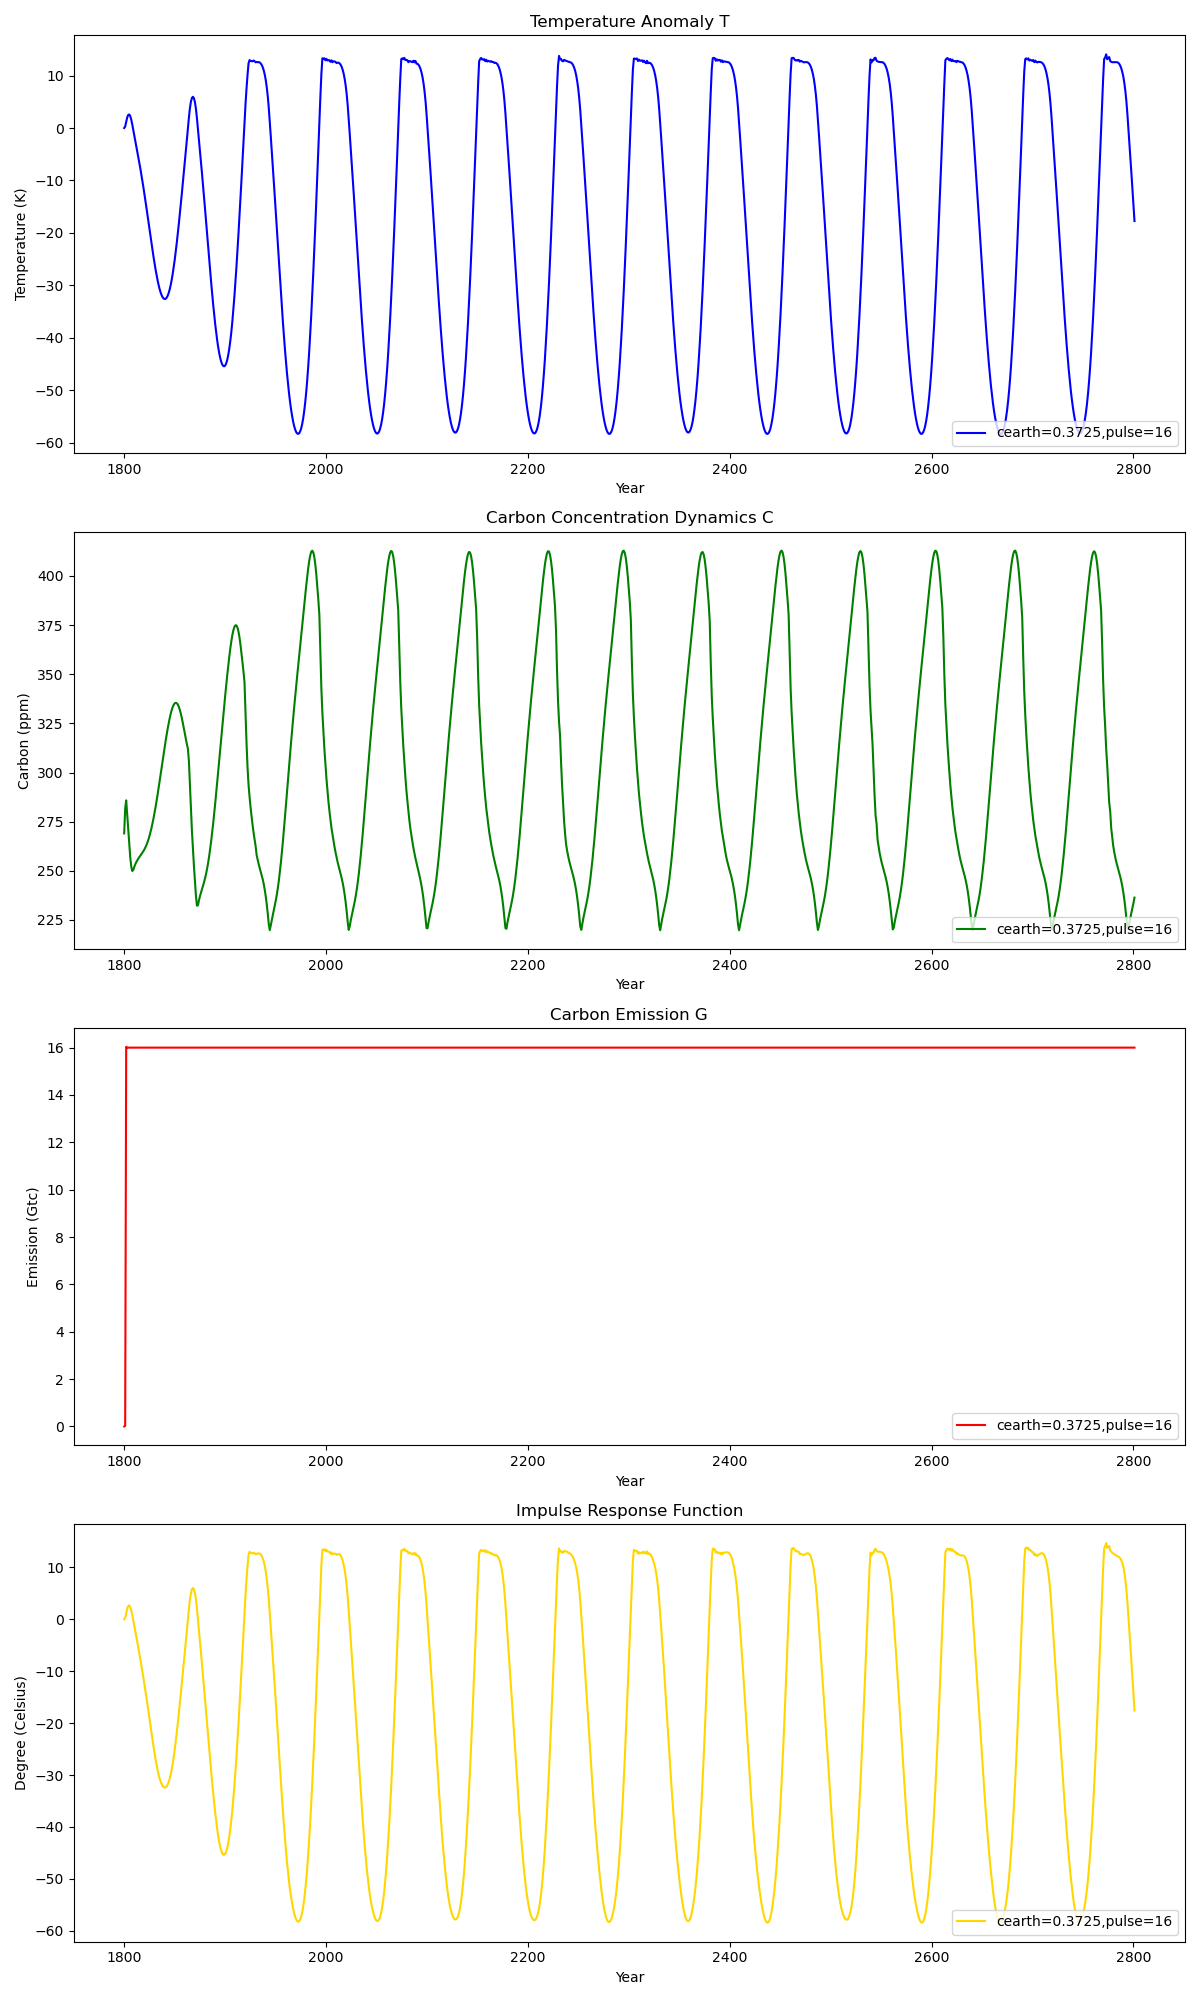 Temperature Anomaly T
Temperature (K)
10
0
−10
−20
−30
−40
−50
−60
cearth=0.3725,pulse=16
1800 2000 2200 2400 2600 2800
Year
Carbon Concentration Dynamics C
Carbon (ppm)
400
375
350
325
300
275
250
225
cearth=0.3725,pulse=16
1800 2000 2200 2400 2600 2800
Year
Carbon Emission G
Emission (Gtc)
16
14
12
10
8
6
4
2
0
cearth=0.3725,pulse=16
1800 2000 2200 2400 2600 2800
Year
Impulse Response Function
Degree (Celsius)
10
0
−10
−20
−30
−40
−50
−60
cearth=0.3725,pulse=16
1800 2000 2200 2400 2600 2800
Year